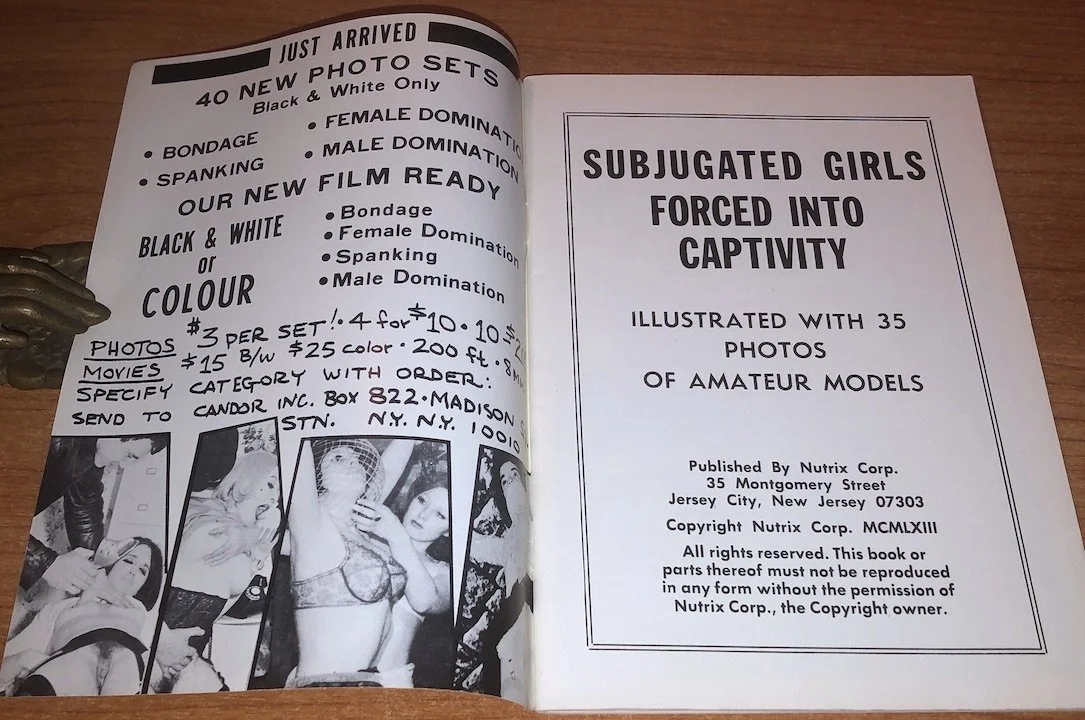 JUST ARRIVED
40 NEW PHOTO SETS
Black & White Only
• BONDAGE
• FEMALE
• SPANKING
• MALE DOMINATION
OUR NEW FILM READY
BLACK & WHITE
or
COLOUR
• Bondage
• Female Domination
• Spanking
• Male Domination
PHOTOS $3 PER SET! • 4 for $10 • 10
MOVIES $15 B/W $25 color • 200 ft •
SPECIFY CATEGORY WITH ORDER:
SEND TO CANDOR INC. BOX 822 • MADISON
STN. N.Y. N.Y. 10010
SUBJUGATED GIRLS
FORCED INTO
CAPTIVITY
ILLUSTRATED WITH 35
PHOTOS
OF AMATEUR MODELS
Published By Nutrix Corp.
35 Montgomery Street
Jersey City, New Jersey 07303
Copyright Nutrix Corp. MCMLXIII
All rights reserved. This book or
parts thereof must not be reproduced
in any form without the permission of
Nutrix Corp., the Copyright owner.